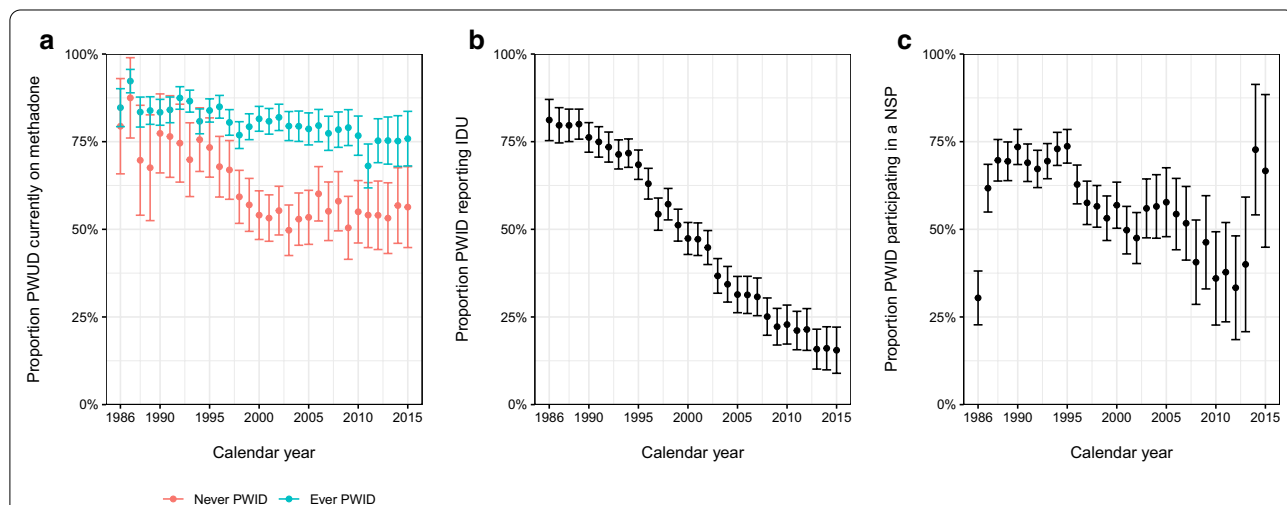 a
b
c
Proportion PWUD currently on methadone
100%
75%
50%
25%
0%
1986 1990 1995 2000 2005 2010 2015
Calendar year
Never PWID Ever PWID
Proportion PWID reporting IDU
100%
75%
50%
25%
0%
1986 1990 1995 2000 2005 2010 2015
Calendar year
Proportion PWID participating in a NSP
100%
75%
50%
25%
0%
1986 1990 1995 2000 2005 2010 2015
Calendar year